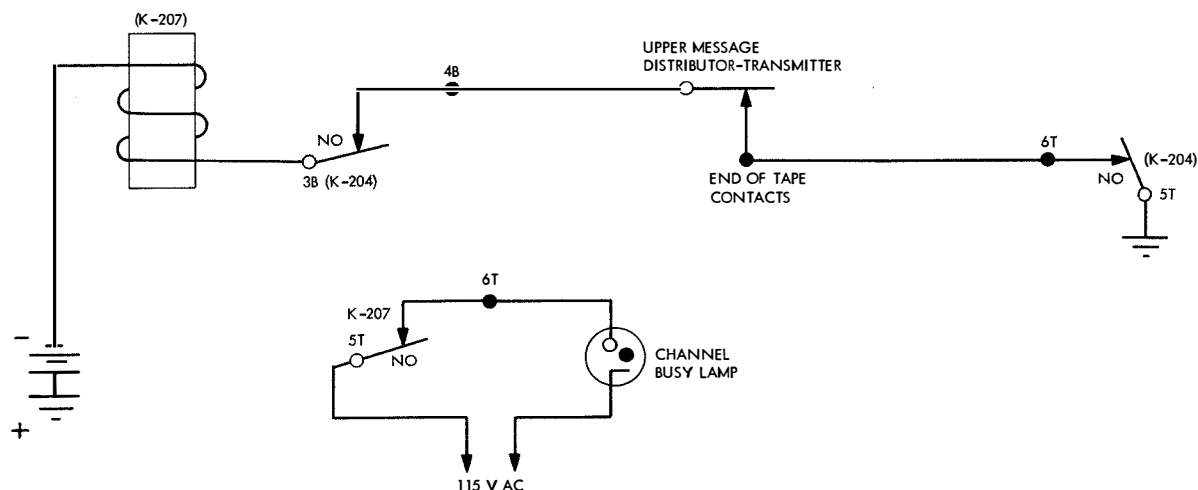 (K-207)
UPPER MESSAGE
DISTRIBUTOR-TRANSMITTER
4B
NO
3B (K-204)
END OF TAPE
CONTACTS
6T
(K-204)
NO
5T
6T
K-207
5T
NO
CHANNEL
BUSY LAMP
-
+
115 V AC